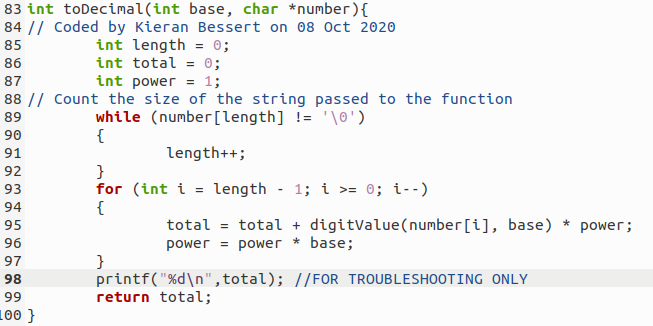 83 int toDecimal(int base, char *number){
84 // Coded by Kieran Bessert on 08 Oct 2020
85         int length = 0;
86         int total = 0;
87         int power = 1;
88 // Count the size of the string passed to the function
89         while (number[length] != '\0')
90         {
91                 length++;
92         }
93         for (int i = length - 1; i >= 0; i--)
94         {
95                 total = total + digitValue(number[i], base) * power;
96                 power = power * base;
97         }
98         printf("%d\n",total); //FOR TROUBLESHOOTING ONLY
99         return total;
100 }